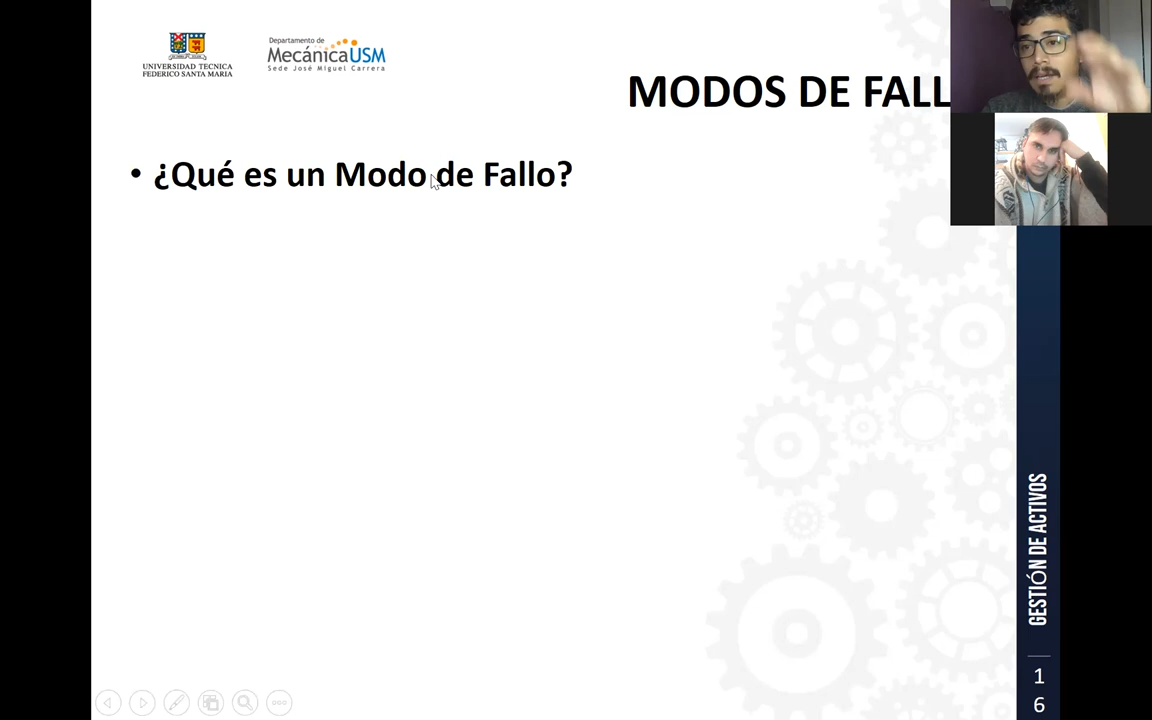 UNIVERSIDAD TECNICA
FEDERICO SANTA MARIA
Departamento de
MecánicaUSM
Sede José Miguel Carrera
MODOS DE FALL
• ¿Qué es un Modo de Fallo?
GESTIÓN DE ACTIVOS
1
6